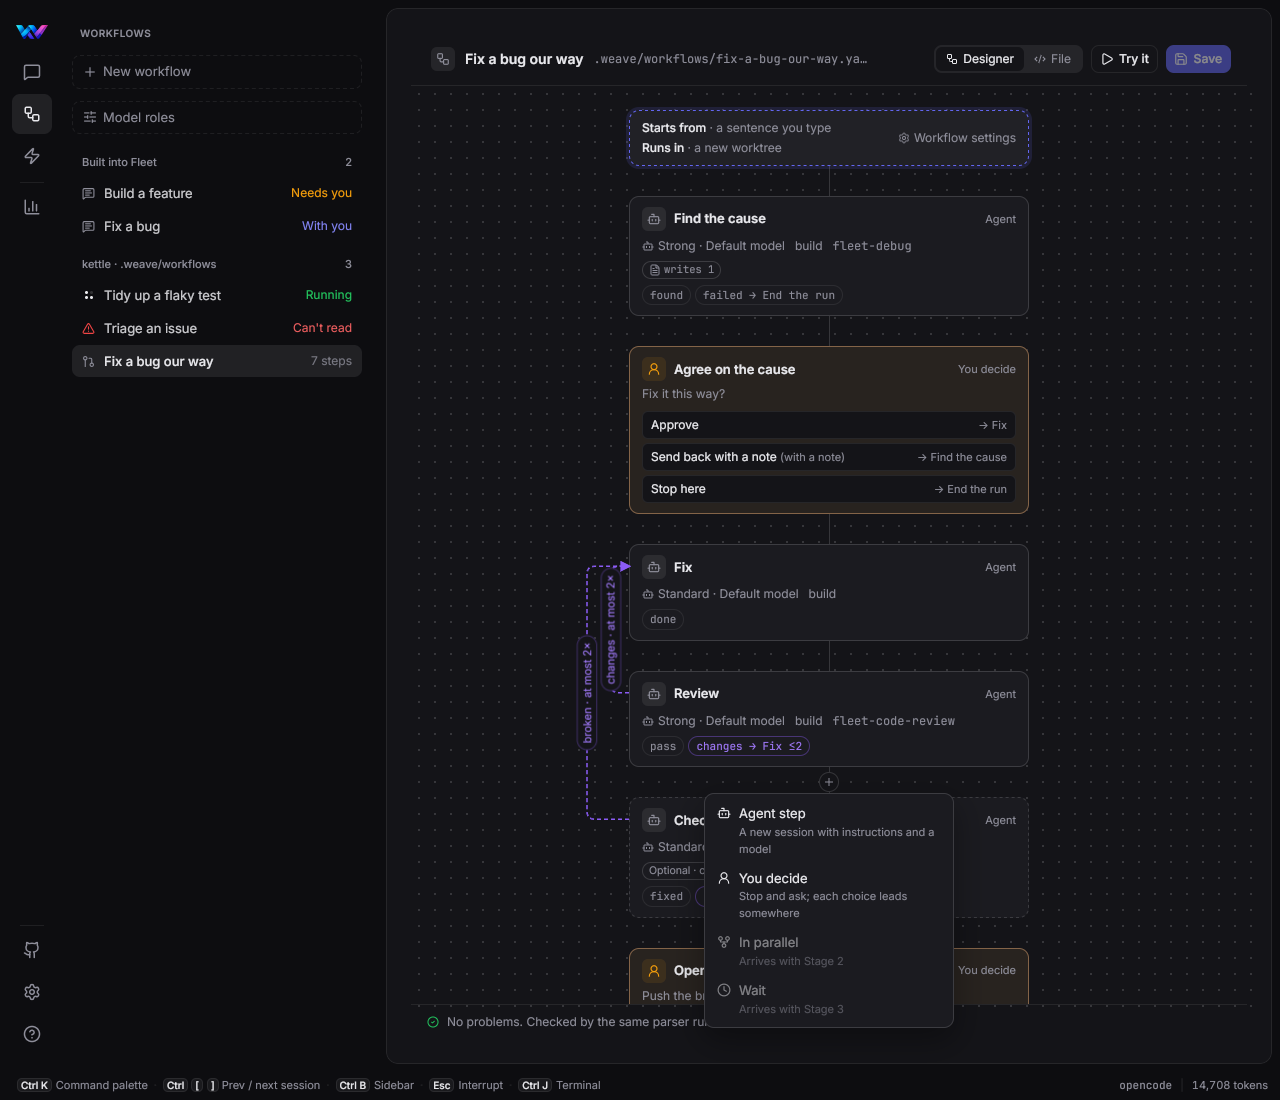 WORKFLOWS
New workflow
Model roles
Built into Fleet 2
Build a feature Needs you
Fix a bug With you
kettle · .weave/workflows 3
Tidy up a flaky test Running
Triage an issue Can't read
Fix a bug our way 7 steps
Fix a bug our way .weave/workflows/fix-a-bug-our-way.ya…
Designer
File
Try it
Save
Starts from · a sentence you type
Runs in · a new worktree
Workflow settings
Find the cause Agent
Strong · Default model build fleet-debug
writes 1
found failed → End the run
Agree on the cause You decide
Fix it this way?
Approve → Fix
Send back with a note (with a note) → Find the cause
Stop here → End the run
Fix Agent
Standard · Default model build
done
changes · at most 2×
broken · at most 2×
Review Agent
Strong · Default model build fleet-code-review
pass changes → Fix ≤2
Agent
Optional ·
fixed
Agent step
A new session with instructions and a
model
You decide
Stop and ask; each choice leads
somewhere
In parallel
Arrives with Stage 2
Wait
Arrives with Stage 3
You decide
Push the
No problems. Checked by the same parser
Ctrl K Command palette · Ctrl [ ] Prev / next session · Ctrl B Sidebar · Esc Interrupt · Ctrl J Terminal
opencode 14,708 tokens